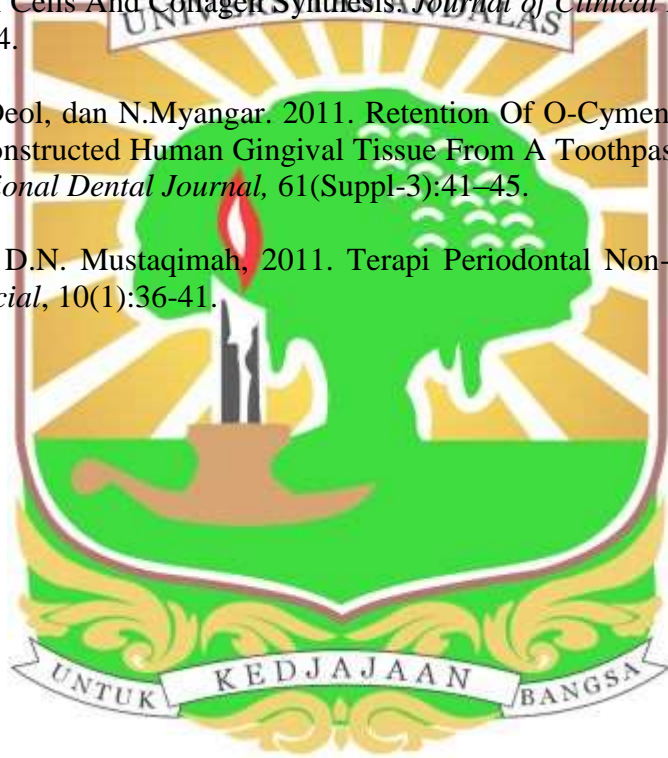 Cells And Collagen Synthesis. Journal of Clinical
UNIVERSITAS ANDALAS
4.
Deol, dan N.Myangar. 2011. Retention Of O-Cymen
onstructed Human Gingival Tissue From A Toothpas
ional Dental Journal, 61(Suppl-3):41–45.
D.N. Mustaqimah, 2011. Terapi Periodontal Non-
cial, 10(1):36-41.
UNTUK KEDJAJAAN BANGSA